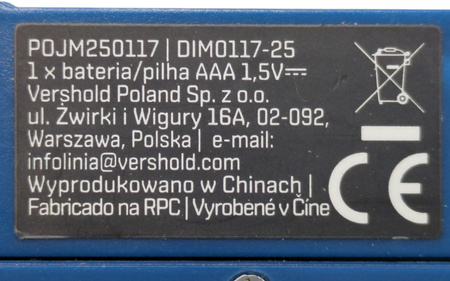 POJM250117 | DIM0117-25
1 x bateria/pilha AAA 1,5V⎓
Vershold Poland Sp. z o.o.
ul. Żwirki i Wigury 16A, 02-092,
Warszawa, Polska | e-mail:
infolinia@vershold.com
Wyprodukowano w Chinach |
Fabricado na RPC | Vyrobené v Číne
CE